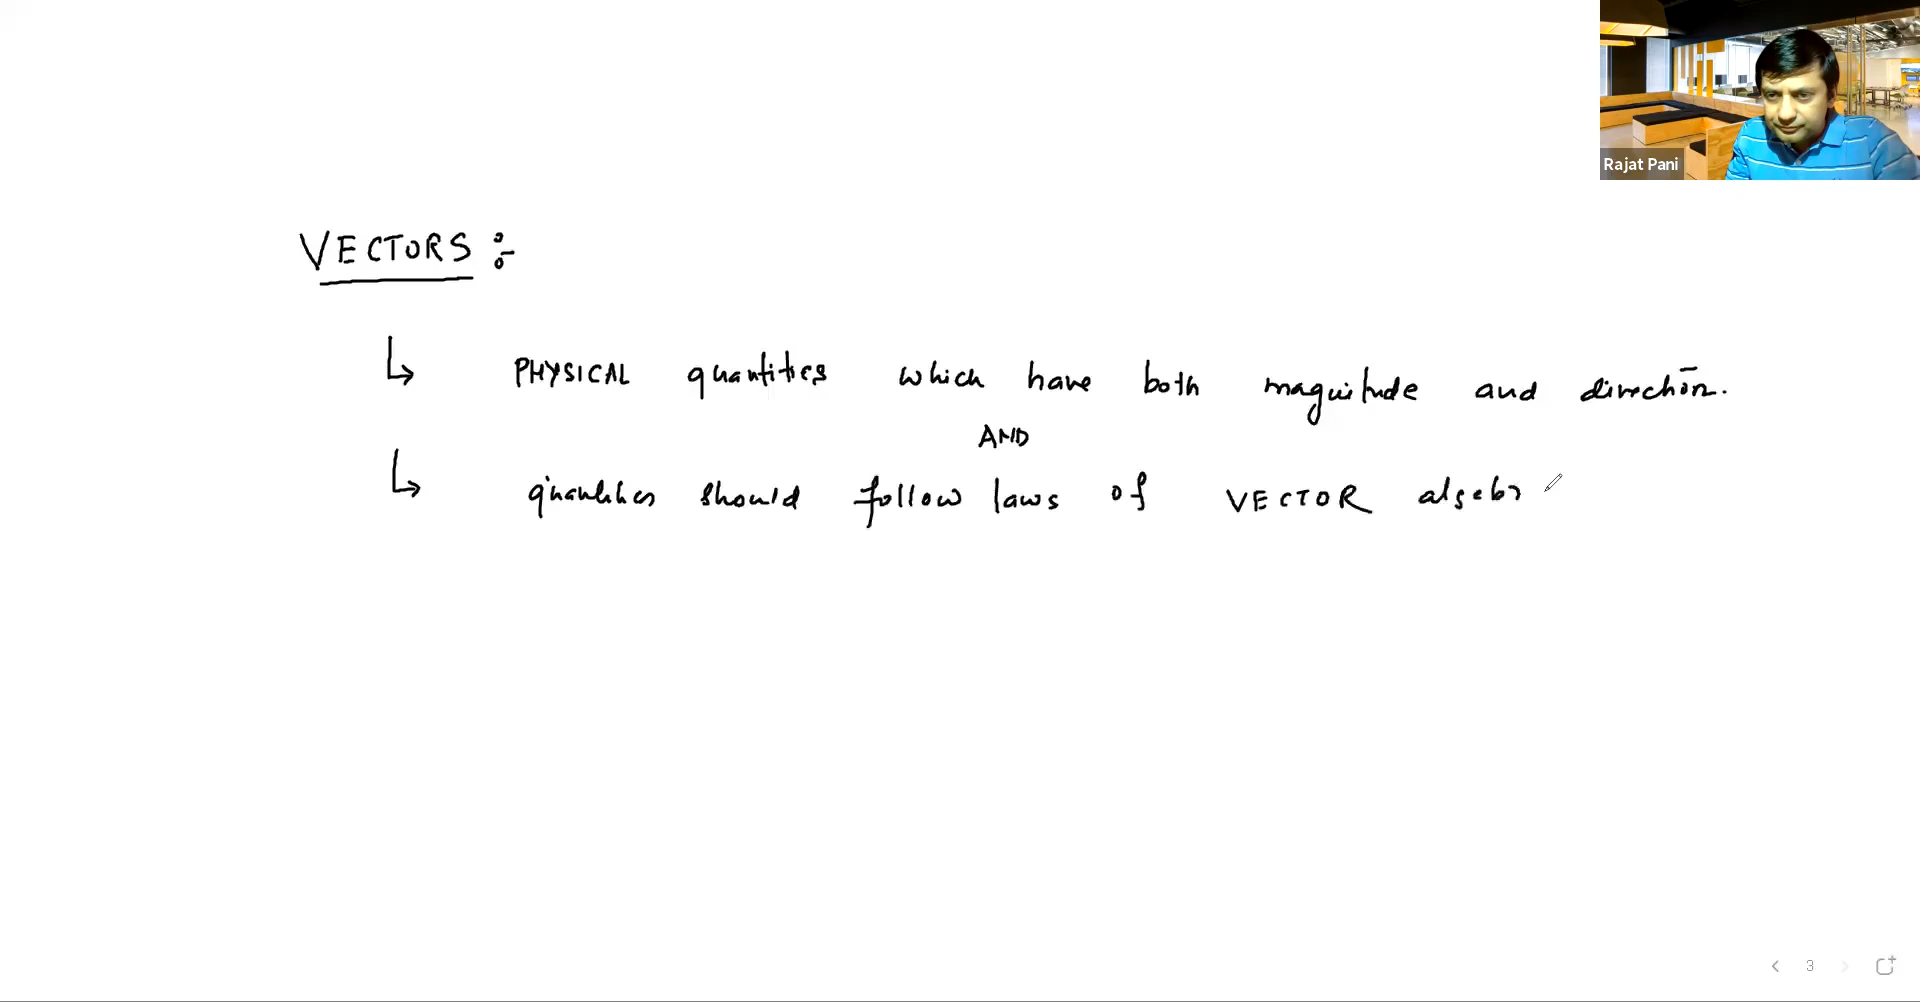 Rajat Pani
VECTORS :-
PHYSICAL quantities which have both magnitude and direction.
AND
quantities should follow laws of VECTOR algebr
3